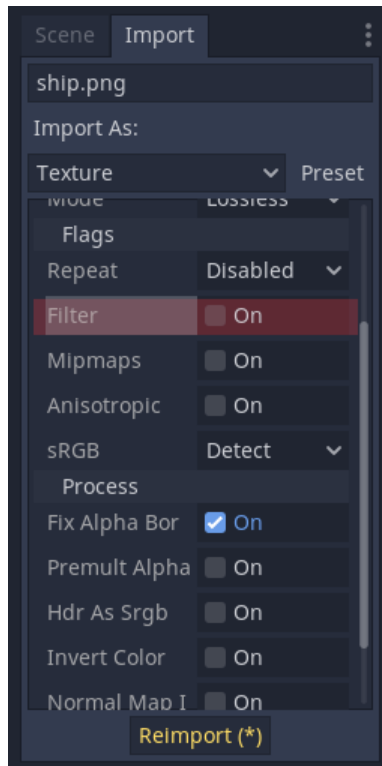 Scene Import
ship.png
Import As:
Texture Preset
Mode Lossless
Flags
Repeat Disabled
Filter On
Mipmaps On
Anisotropic On
sRGB Detect
Process
Fix Alpha Bor On
Premult Alpha On
Hdr As Srgb On
Invert Color On
Normal Map I On
Reimport (*)